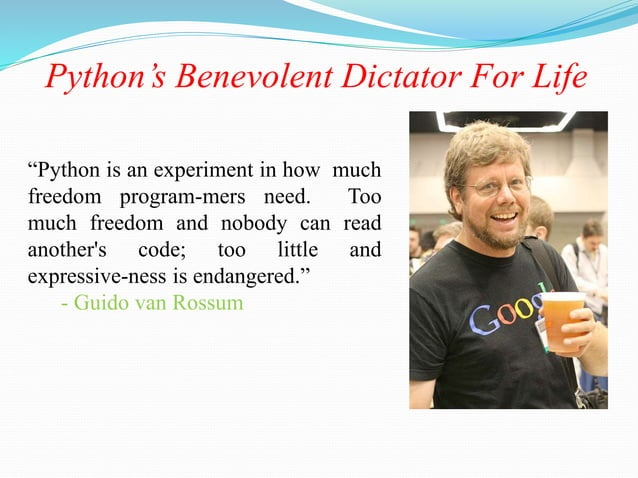 Python’s Benevolent Dictator For Life
“Python is an experiment in how much
freedom program-mers need. Too
much freedom and nobody can read
another's code; too little and
expressive-ness is endangered.”
- Guido van Rossum
Google